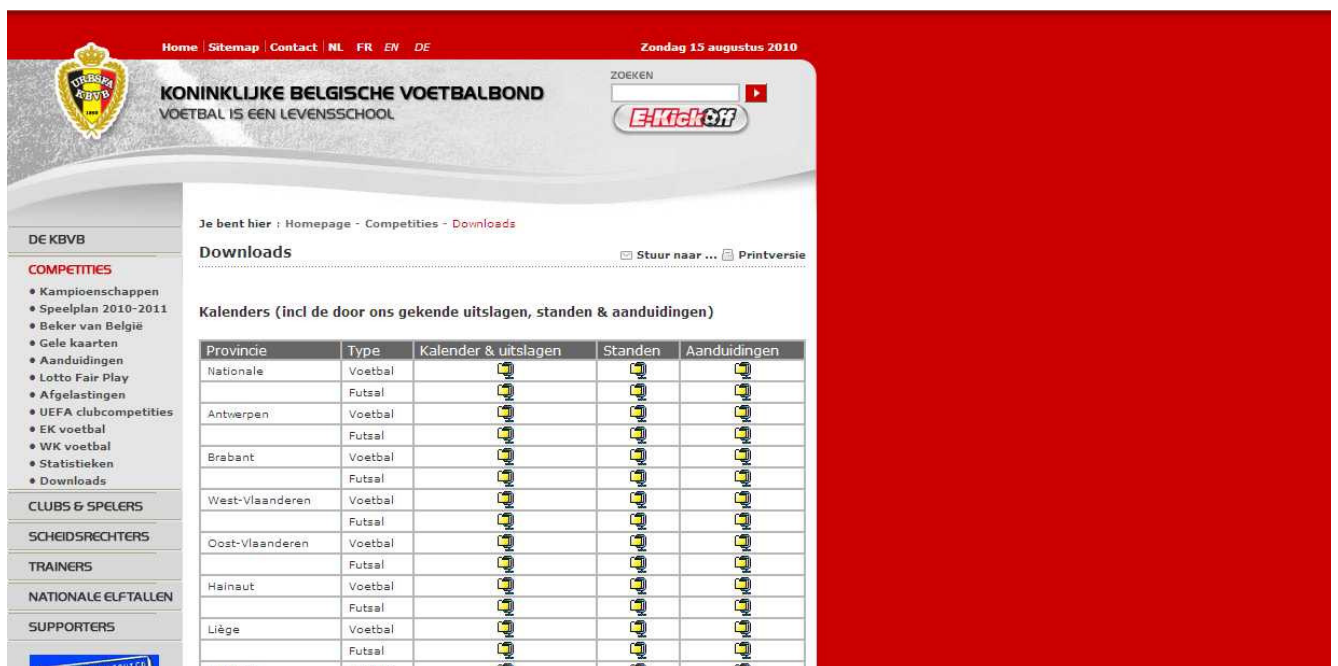 Home Sitemap Contact NL FR EN DE Zondag 15 augustus 2010
URBSFA
KBVB
1895
KONINKLIJKE BELGISCHE VOETBALBOND
VOETBAL IS EEN LEVENSSCHOOL
ZOEKEN
E-KickOff
Je bent hier : Homepage - Competities - Downloads
Downloads
Stuur naar ... Printversie
DE KBVB
COMPETITIES
Kampioenschappen
Speelplan 2010-2011
Beker van België
Gele kaarten
Aanduidingen
Lotto Fair Play
Afgelastingen
UEFA clubcompetities
EK voetbal
WK voetbal
Statistieken
Downloads
CLUBS & SPELERS
SCHEIDSRECHTERS
TRAINERS
NATIONALE ELFTALLEN
SUPPORTERS
Kalenders (incl de door ons gekende uitslagen, standen & aanduidingen)
Provincie Type Kalender & uitslagen Standen Aanduidingen
Nationale Voetbal
Futsal
Antwerpen Voetbal
Futsal
Brabant Voetbal
Futsal
West-Vlaanderen Voetbal
Futsal
Oost-Vlaanderen Voetbal
Futsal
Hainaut Voetbal
Futsal
Liège Voetbal
Futsal